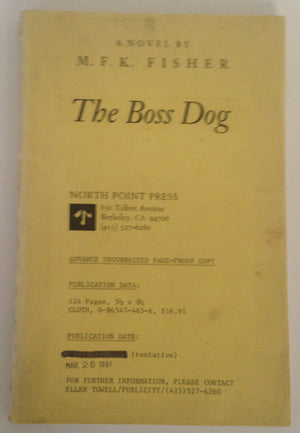 A NOVEL BY
M. F. K. FISHER
The Boss Dog
NORTH POINT PRESS
850 Talbot Avenue
Berkeley, CA 94706
(415) 527-6260
ADVANCE UNCORRECTED PAGE-PROOF COPY
PUBLICATION DATA:
124 Pages, 5½ x 8½
CLOTH, 0-86547-465-6, $16.95
PUBLICATION DATE:
(tentative)
MAR 26 1991
FOR FURTHER INFORMATION, PLEASE CONTACT
ELLEN TOWELL/PUBLICITY/(415)527-6260